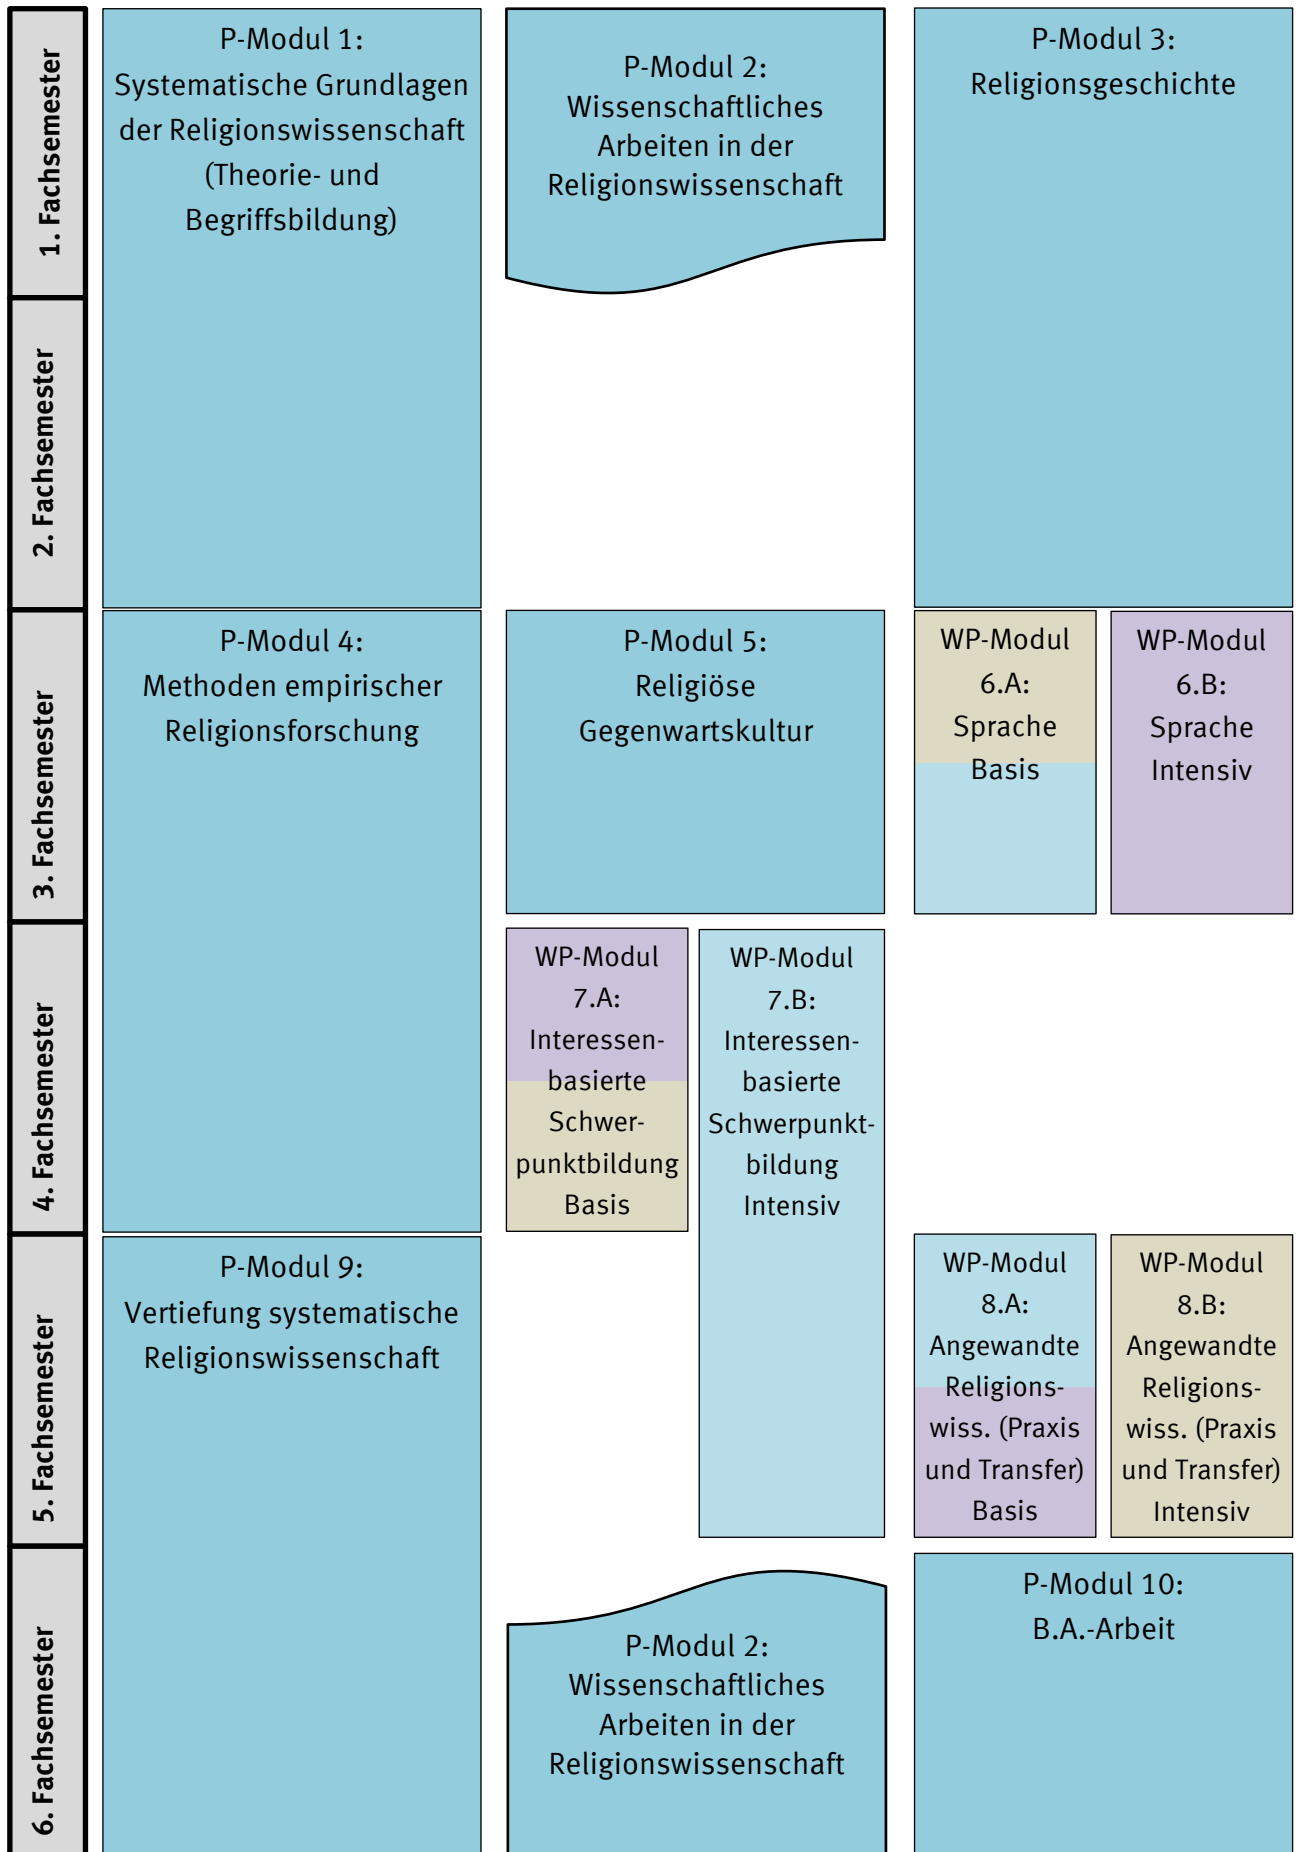 1. Fachsemester
P-Modul 1:
Systematische Grundlagen
der Religionswissenschaft
(Theorie- und
Begriffsbildung)
P-Modul 2:
Wissenschaftliches
Arbeiten in der
Religionswissenschaft
P-Modul 3:
Religionsgeschichte
2. Fachsemester
3. Fachsemester
P-Modul 4:
Methoden empirischer
Religionsforschung
P-Modul 5:
Religiöse
Gegenwartskultur
WP-Modul
6.A:
Sprache
Basis
WP-Modul
6.B:
Sprache
Intensiv
4. Fachsemester
WP-Modul
7.A:
Interessen-
basierte
Schwer-
punktbildung
Basis
WP-Modul
7.B:
Interessen-
basierte
Schwerpunkt-
bildung
Intensiv
5. Fachsemester
P-Modul 9:
Vertiefung systematische
Religionswissenschaft
WP-Modul
8.A:
Angewandte
Religions-
wiss. (Praxis
und Transfer)
Basis
WP-Modul
8.B:
Angewandte
Religions-
wiss. (Praxis
und Transfer)
Intensiv
6. Fachsemester
P-Modul 2:
Wissenschaftliches
Arbeiten in der
Religionswissenschaft
P-Modul 10:
B.A.-Arbeit